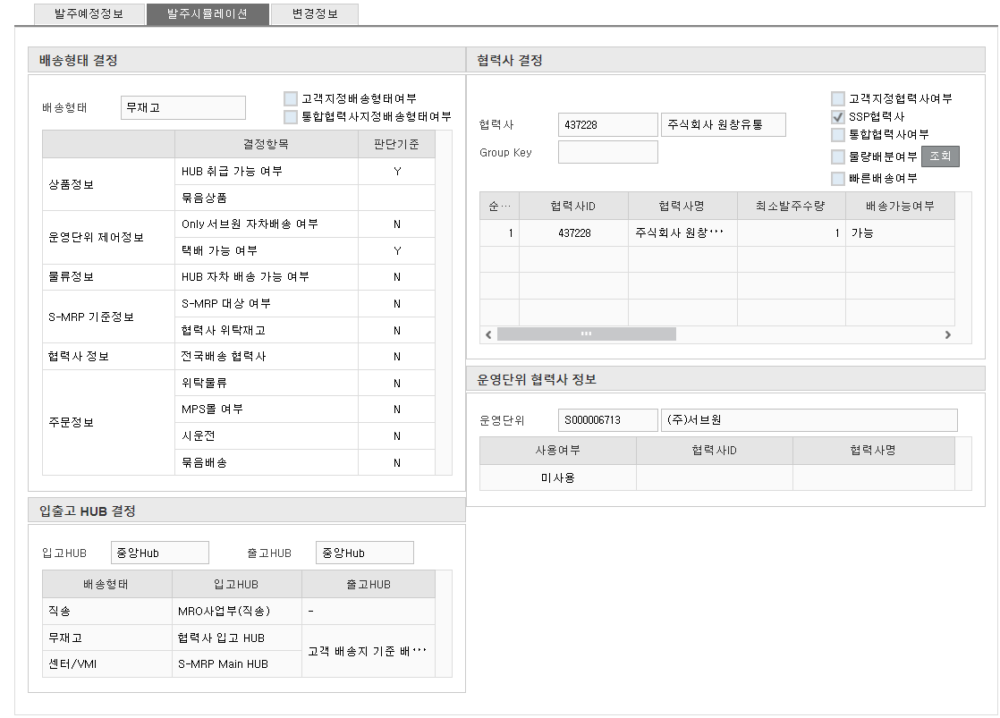 발주예정정보 발주시뮬레이션 변경정보
배송형태 결정
배송형태 무재고
고객지정배송형태여부
통합협력사지정배송형태여부
결정항목 판단기준
상품정보
HUB 취급 가능 여부 Y
묶음상품
운영단위 제어정보
Only 서브원 자차배송 여부 N
택배 가능 여부 Y
물류정보 HUB 자차 배송 가능 여부 N
S-MRP 기준정보
S-MRP 대상 여부 N
협력사 위탁재고 N
협력사 정보 전국배송 협력사 N
주문정보
위탁물류 N
MPS몰 여부 N
시운전 N
묶음배송 N
입출고 HUB 결정
입고HUB 중앙Hub 출고HUB 중앙Hub
배송형태 입고HUB 출고HUB
직송 MRO사업부(직송) -
무재고 협력사 입고 HUB
고객 배송지 기준 배···
센터/VMI S-MRP Main HUB
협력사 결정
협력사 437228 주식회사 원창유통
Group Key
고객지정협력사여부
SSP협력사
통합협력사여부
물량배분여부 조회
빠른배송여부
순··· 협력사ID 협력사명 최소발주수량 배송가능여부
1 437228 주식회사 원창··· 1 가능
운영단위 협력사 정보
운영단위 S000006713 (주)서브원
사용여부 협력사ID 협력사명
미사용